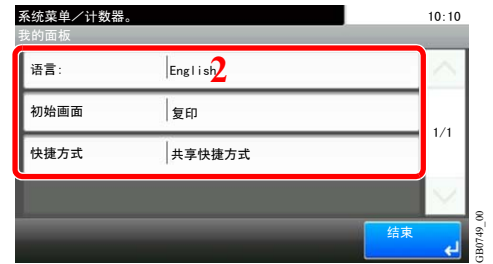 系统菜单／计数器。
10:10
我的面板
语言: English 2
初始画面 复印
快捷方式 共享快捷方式
1/1
结束
GB0749_00